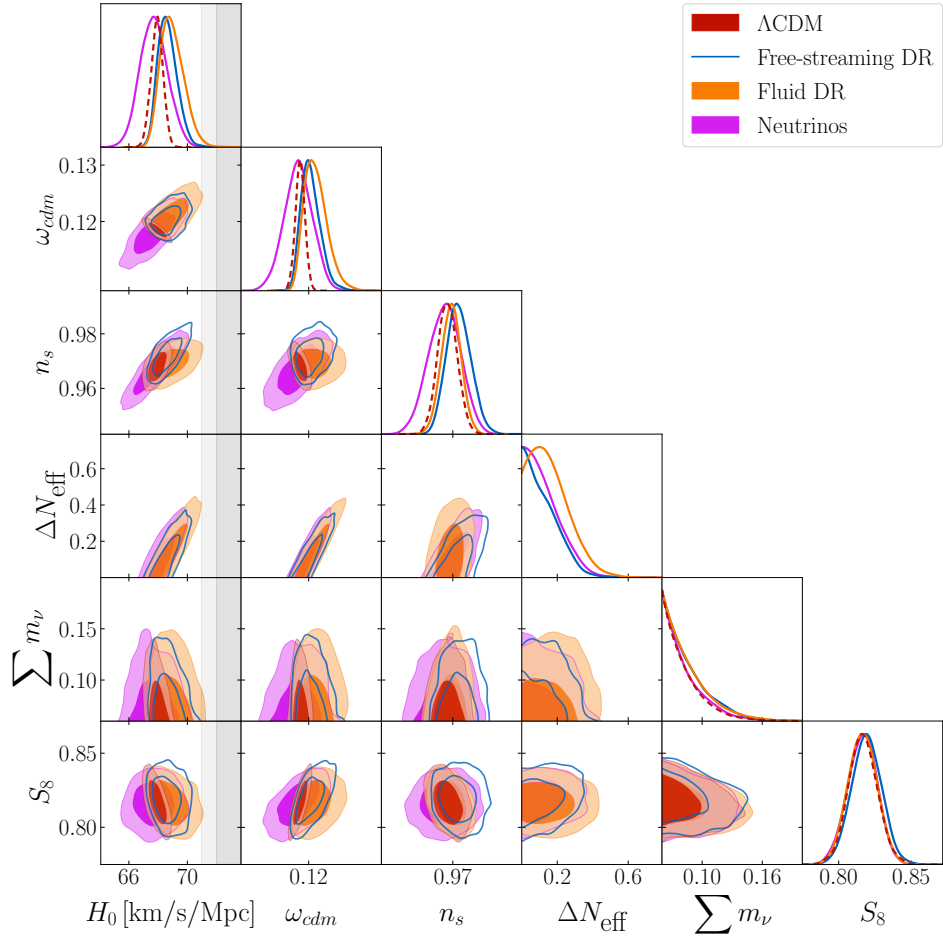 ΛCDM
Free-streaming DR
Fluid DR
Neutrinos
0.13
0.12
ω_cdm
0.98
0.96
n_s
0.6
0.4
0.2
ΔN_eff
0.15
0.10
∑ m_ν
0.85
0.80
S_8
66 70 0.12 0.97 0.2 0.6 0.10 0.16 0.80 0.85
H_0 [km/s/Mpc] ω_cdm n_s ΔN_eff ∑ m_ν S_8